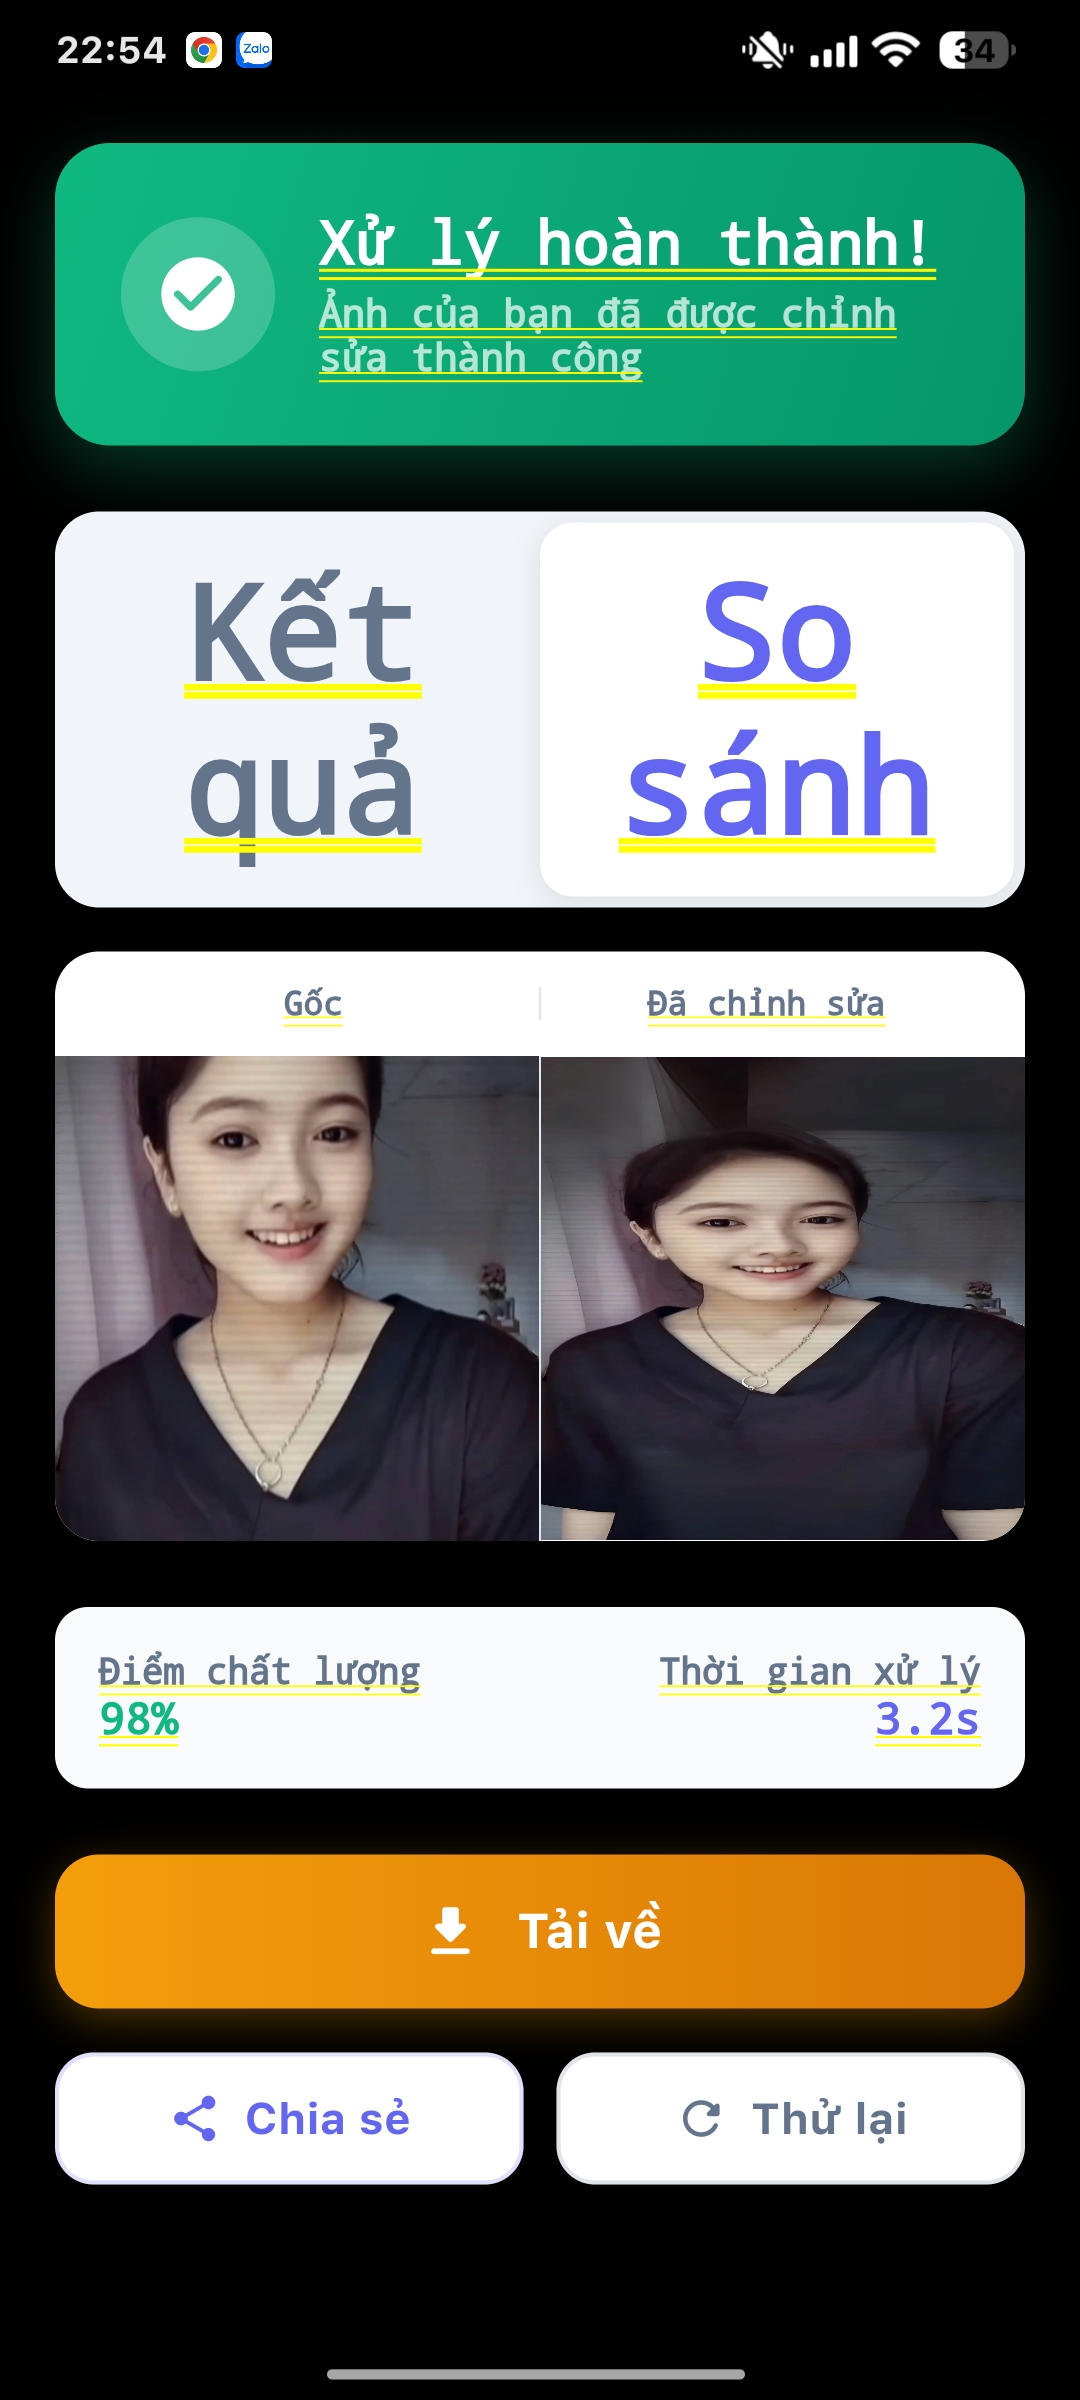 22:54 Zalo 34
Xử lý hoàn thành!
Ảnh của bạn đã được chỉnh
sửa thành công
Kết
quả
So
sánh
Gốc
Đã chỉnh sửa
Điểm chất lượng
98%
Thời gian xử lý
3.2s
Tải về
Chia sẻ
Thử lại